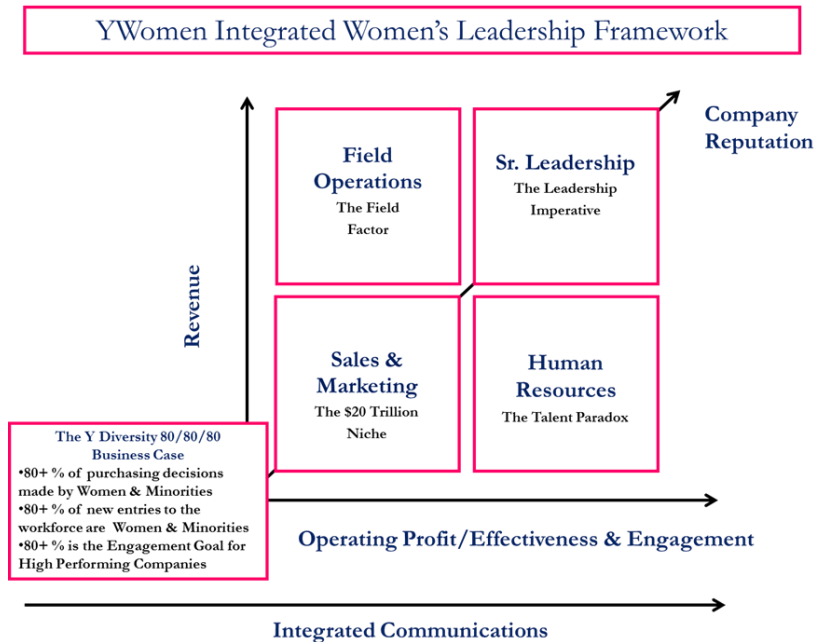 YWomen Integrated Women's Leadership Framework
Company
Reputation
Field
Operations
The Field
Factor
Sr. Leadership
The Leadership
Imperative
Revenue
Sales &
Marketing
The $20 Trillion
Niche
Human
Resources
The Talent Paradox
The Y Diversity 80/80/80
Business Case
•80+ % of purchasing decisions
made by Women & Minorities
•80+ % of new entries to the
workforce are Women & Minorities
•80+ % is the Engagement Goal for
High Performing Companies
Operating Profit/Effectiveness & Engagement
Integrated Communications